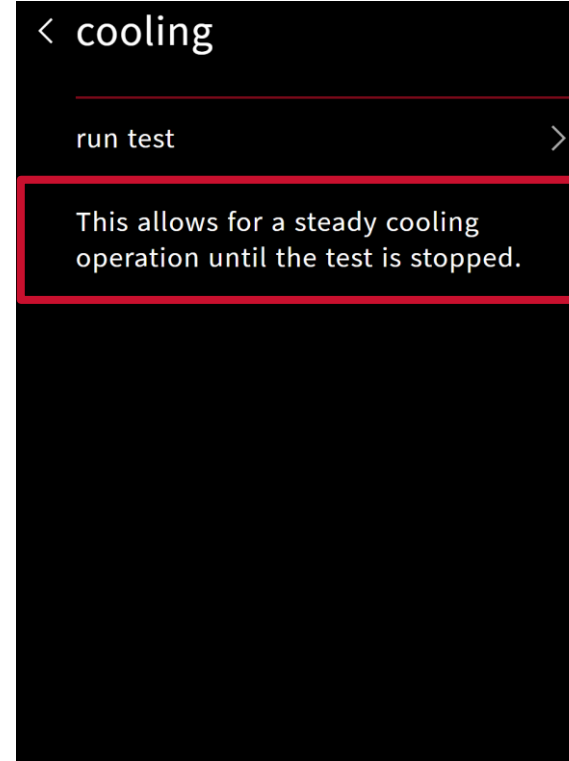 cooling
run test
This allows for a steady cooling
operation until the test is stopped.